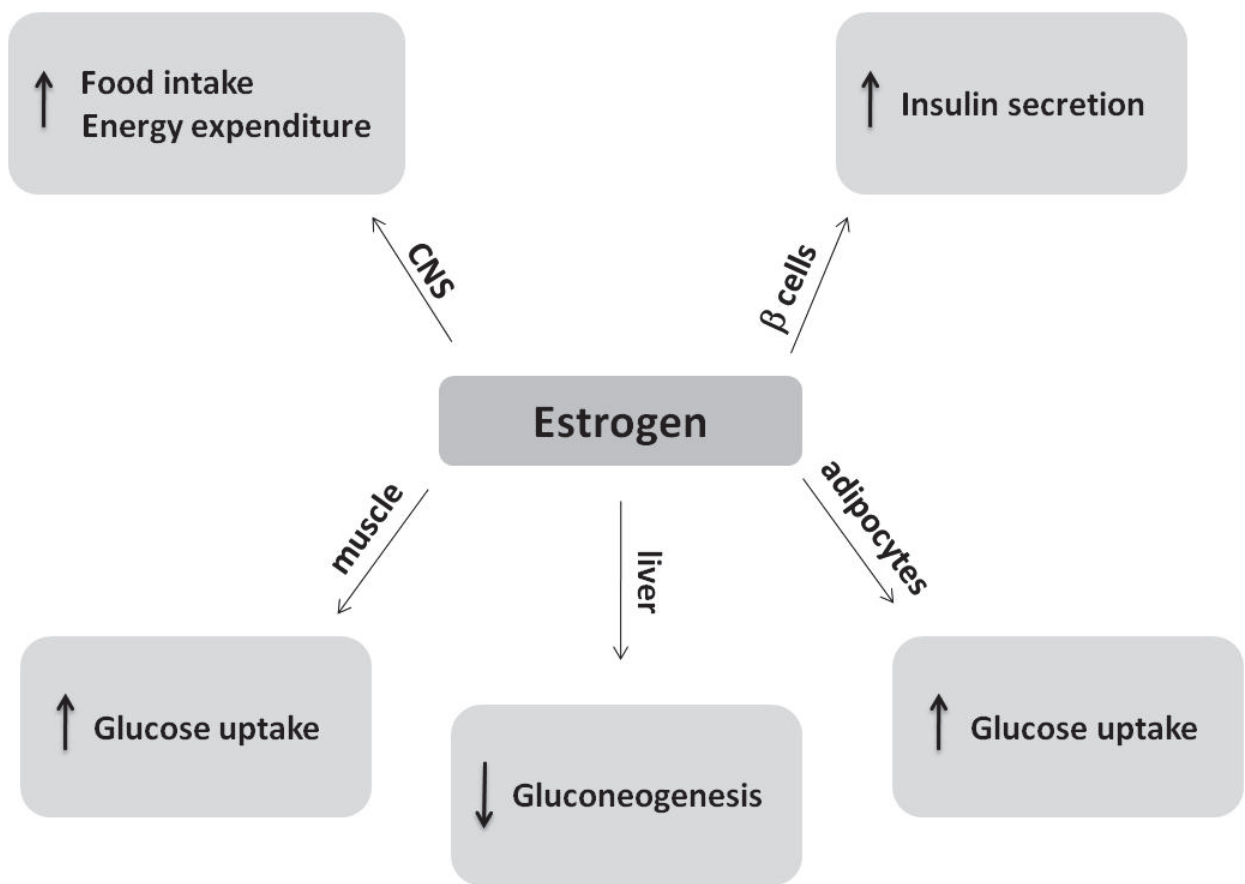 Food intake
Energy expenditure
Insulin secretion
CNS
β cells
Estrogen
muscle
liver
adipocytes
Glucose uptake
Gluconeogenesis
Glucose uptake